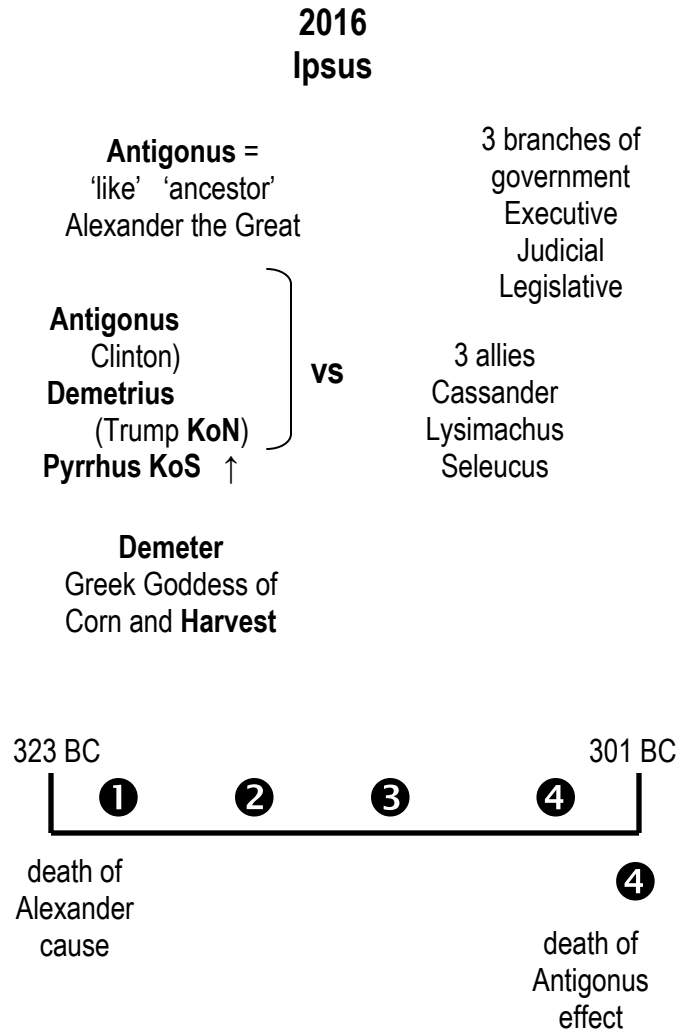 2016
Ipsus
Antigonus =
'like' 'ancestor'
Alexander the Great
3 branches of
government
Executive
Judicial
Legislative
Antigonus
Clinton)
Demetrius
(Trump KoN)
Pyrrhus KoS ↑
vs
3 allies
Cassander
Lysimachus
Seleucus
Demeter
Greek Goddess of
Corn and Harvest
323 BC
301 BC
❶ ❷ ❸ ❹
death of
Alexander
cause
❹
death of
Antigonus
effect